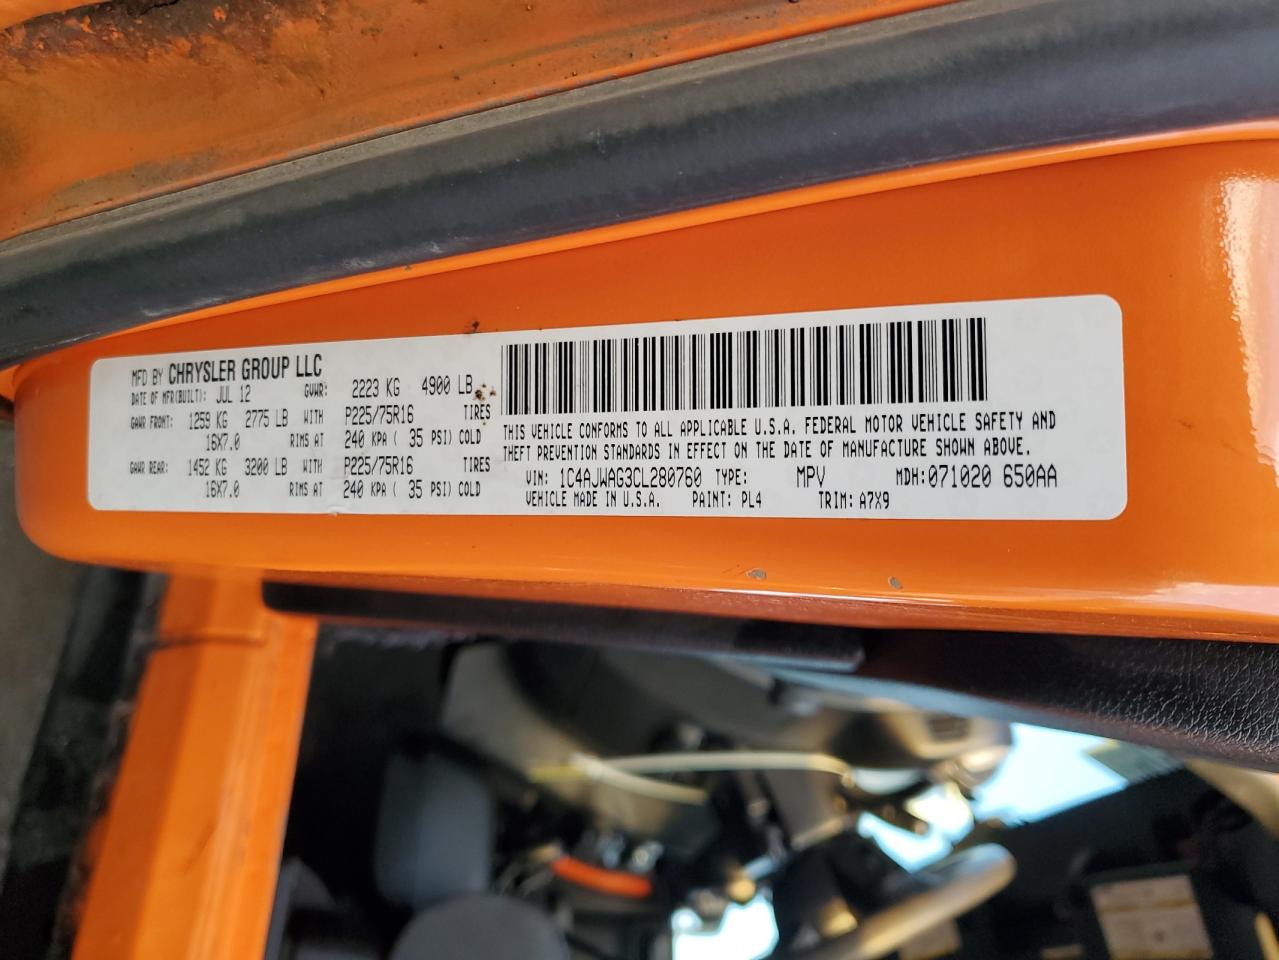 MFD BY CHRYSLER GROUP LLC
DATE OF MFR(BUILT): JUL 12 GVWR: 2223 KG 4900 LB
GAWR FRONT: 1259 KG 2775 LB WITH P225/75R16 TIRES
16X7.0 RIMS AT 240 KPA ( 35 PSI) COLD
GAWR REAR: 1452 KG 3200 LB WITH P225/75R16 TIRES
16X7.0 RIMS AT 240 KPA ( 35 PSI) COLD
THIS VEHICLE CONFORMS TO ALL APPLICABLE U.S.A. FEDERAL MOTOR VEHICLE SAFETY AND
THEFT PREVENTION STANDARDS IN EFFECT ON THE DATE OF MANUFACTURE SHOWN ABOVE.
VIN: 1C4AJWAG3CL280760 TYPE: MPV MDH:071020 650AA
VEHICLE MADE IN U.S.A. PAINT: PL4 TRIM: A7X9